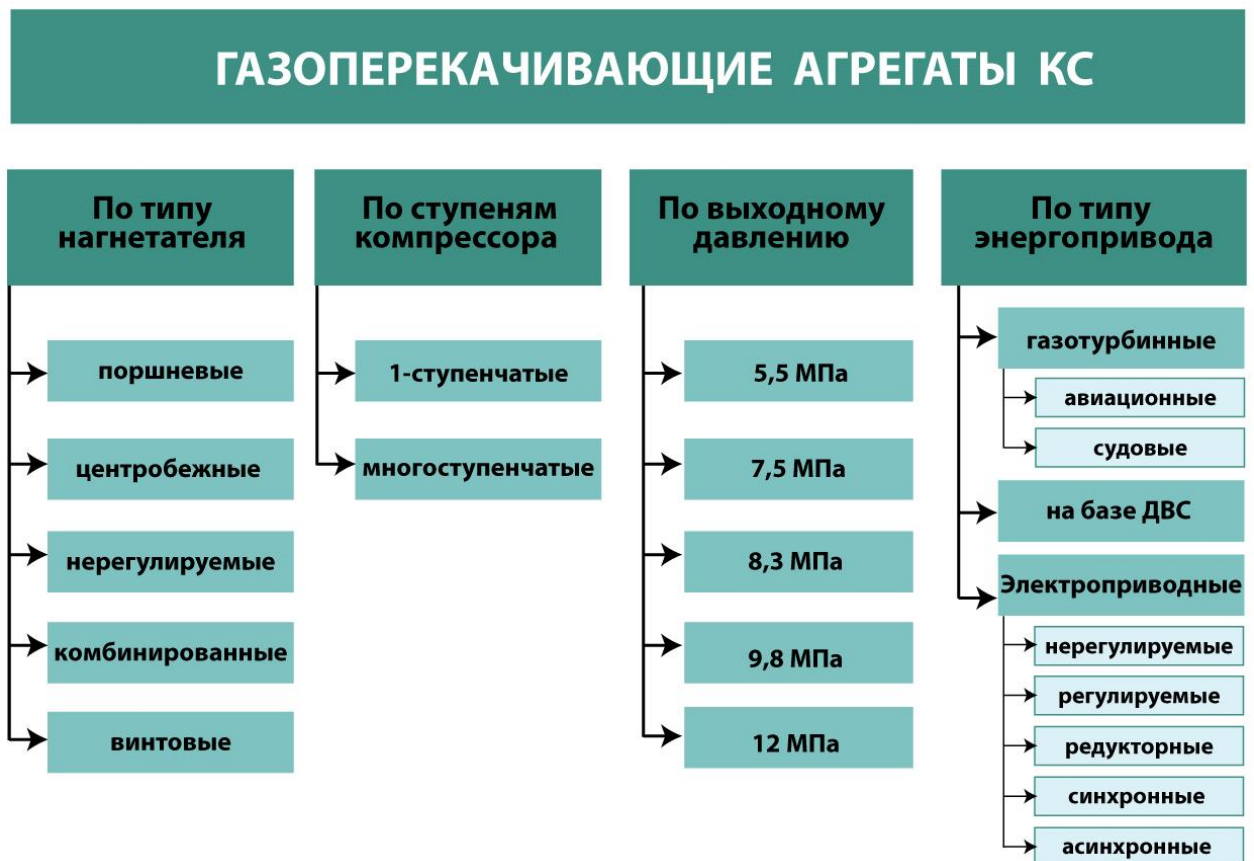 ГАЗОПЕРЕКАЧИВАЮЩИЕ АГРЕГАТЫ КС
По типу
нагнетателя
поршневые
центробежные
нерегулируемые
комбинированные
винтовые
По ступеням
компрессора
1-ступенчатые
многоступенчатые
По выходному
давлению
5,5 МПа
7,5 МПа
8,3 МПа
9,8 МПа
12 МПа
По типу
энергопривода
газотурбинные
авиационные
судовые
на базе ДВС
Электроприводные
нерегулируемые
регулируемые
редукторные
синхронные
асинхронные